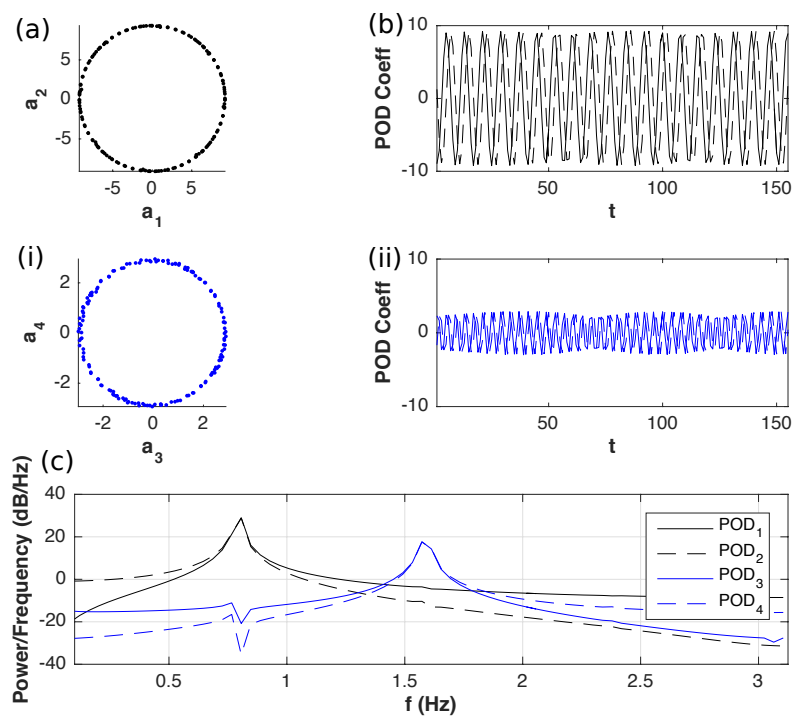 (a)
5
0
-5
a2
-5 0 5
a1
(b)
10
0
-10
POD Coeff
50 100 150
t
(i)
2
0
-2
a4
-2 0 2
a3
(ii)
10
0
-10
POD Coeff
50 100 150
t
(c)
40
20
0
-20
-40
Power/Frequency (dB/Hz)
POD1
POD2
POD3
POD4
0.5 1 1.5 2 2.5 3
f (Hz)